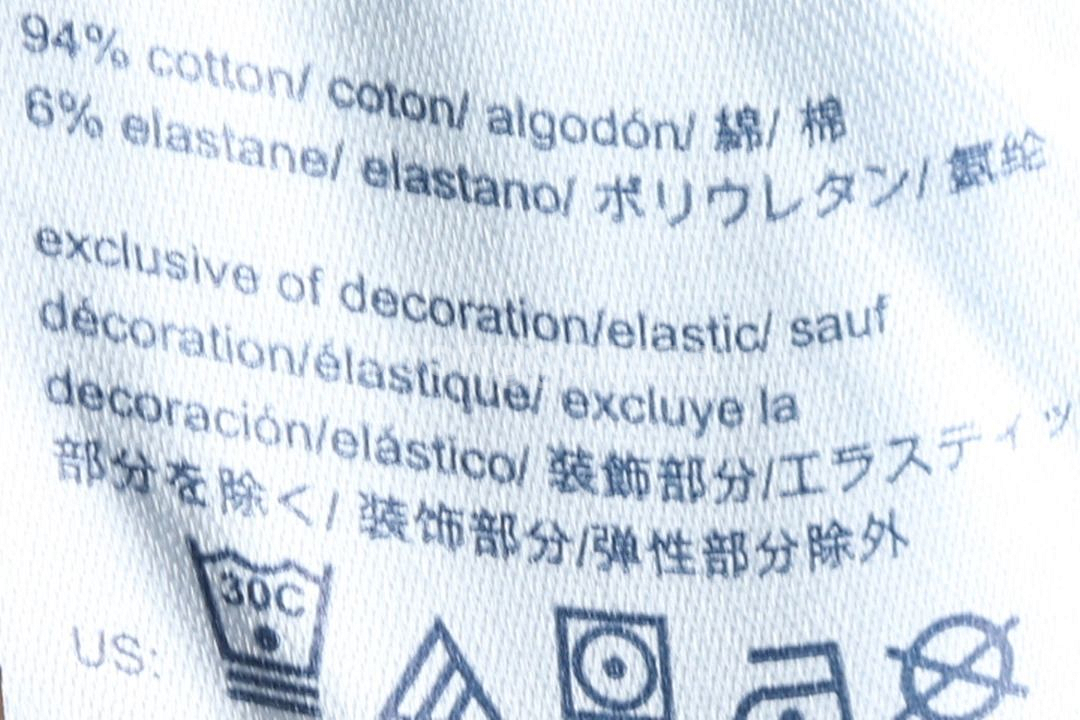 94% cotton/ coton/ algodón/ 綿/ 棉
6% elastane/ elastano/ ポリウレタン/ 氨纶
exclusive of decoration/elastic/ sauf
décoration/élastique/ excluye la
decoración/elástico/ 装飾部分/エラスティッ
部分を除く/ 装饰部分/弹性部分除外
30C
US: